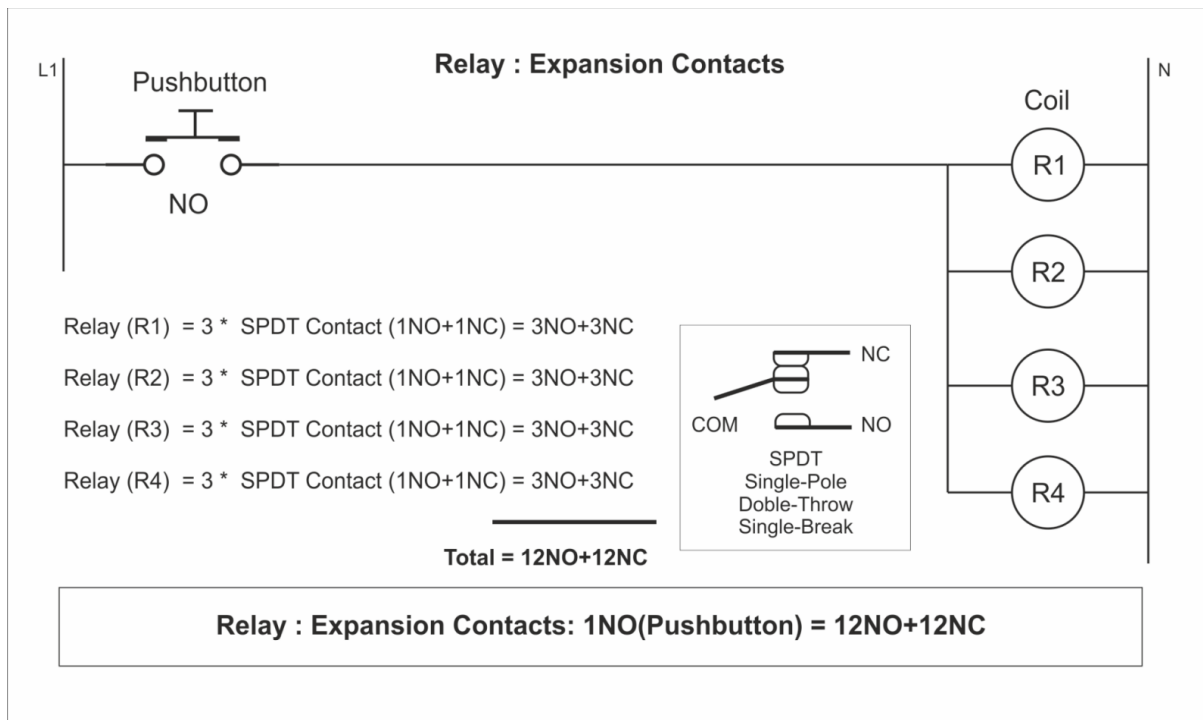 Relay : Expansion Contacts
L1
N
Pushbutton
Coil
R1
NO
R2
Relay (R1) = 3 * SPDT Contact (1NO+1NC) = 3NO+3NC
Relay (R2) = 3 * SPDT Contact (1NO+1NC) = 3NO+3NC
Relay (R3) = 3 * SPDT Contact (1NO+1NC) = 3NO+3NC
Relay (R4) = 3 * SPDT Contact (1NO+1NC) = 3NO+3NC
Total = 12NO+12NC
NC
COM
NO
SPDT
Single-Pole
Doble-Throw
Single-Break
R3
R4
Relay : Expansion Contacts: 1NO(Pushbutton) = 12NO+12NC